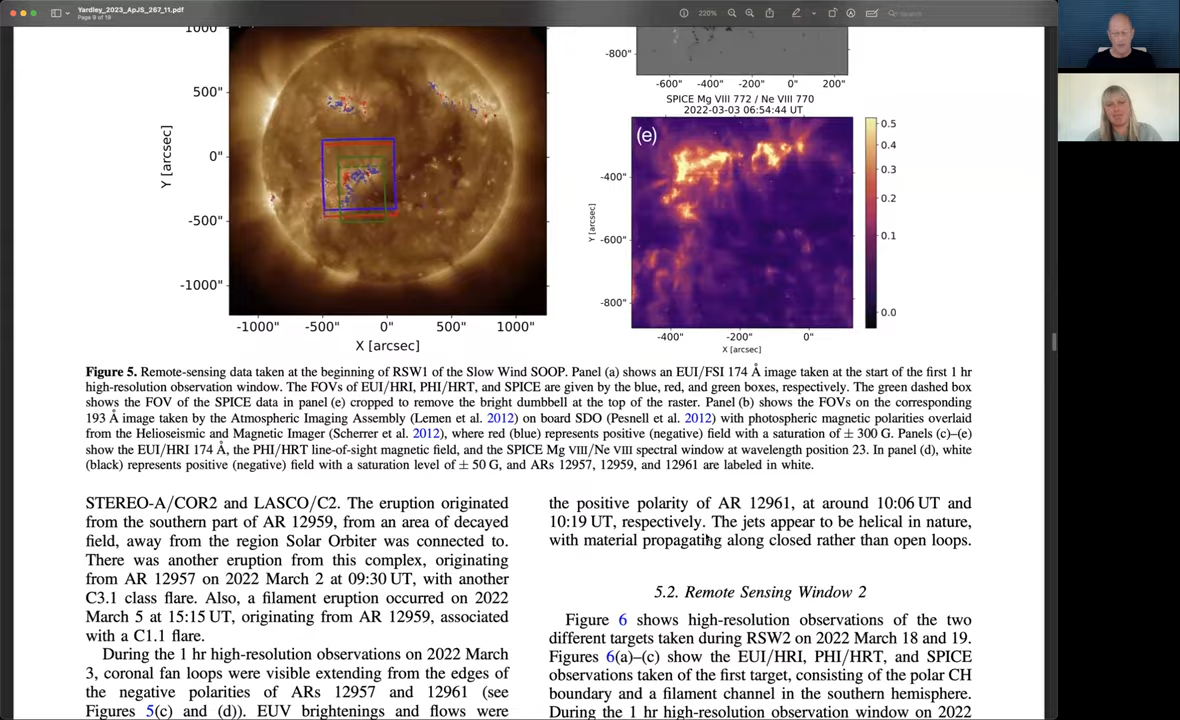 Yardley_2023_ApJS_267_11.pdf
Page 9 of 19
220%
Search
1000
500"
0"
-500"
-1000"
Y [arcsec]
-1000"
-500"
0"
500"
1000"
X [arcsec]
-800"
-600"
-400"
-200"
0"
200"
SPICE Mg VIII 772 / Ne VIII 770
2022-03-03 06:54:44 UT
(e)
-400"
-600"
-800"
Y [arcsec]
-400"
-200"
0"
X [arcsec]
0.5
0.4
0.3
0.2
0.1
0.0
Figure 5. Remote-sensing data taken at the beginning of RSW1 of the Slow Wind SOOP. Panel (a) shows an EUI/FSI 174 Å image taken at the start of the first 1 hr
high-resolution observation window. The FOVs of EUI/HRI, PHI/HRT, and SPICE are given by the blue, red, and green boxes, respectively. The green dashed box
shows the FOV of the SPICE data in panel (e) cropped to remove the bright dumbbell at the top of the raster. Panel (b) shows the FOVs on the corresponding
193 Å image taken by the Atmospheric Imaging Assembly (Lemen et al. 2012) on board SDO (Pesnell et al. 2012) with photospheric magnetic polarities overlaid
from the Helioseismic and Magnetic Imager (Scherrer et al. 2012), where red (blue) represents positive (negative) field with a saturation of ± 300 G. Panels (c)–(e)
show the EUI/HRI 174 Å, the PHI/HRT line-of-sight magnetic field, and the SPICE Mg VIII/Ne VIII spectral window at wavelength position 23. In panel (d), white
(black) represents positive (negative) field with a saturation level of ± 50 G, and ARs 12957, 12959, and 12961 are labeled in white.
STEREO-A/COR2 and LASCO/C2. The eruption originated
from the southern part of AR 12959, from an area of decayed
field, away from the region Solar Orbiter was connected to.
There was another eruption from this complex, originating
from AR 12957 on 2022 March 2 at 09:30 UT, with another
C3.1 class flare. Also, a filament eruption occurred on 2022
March 5 at 15:15 UT, originating from AR 12959, associated
with a C1.1 flare.
During the 1 hr high-resolution observations on 2022 March
3, coronal fan loops were visible extending from the edges of
the negative polarities of ARs 12957 and 12961 (see
Figures 5(c) and (d)). EUV brightenings and flows were
the positive polarity of AR 12961, at around 10:06 UT and
10:19 UT, respectively. The jets appear to be helical in nature,
with material propagating along closed rather than open loops.
5.2. Remote Sensing Window 2
Figure 6 shows high-resolution observations of the two
different targets taken during RSW2 on 2022 March 18 and 19.
Figures 6(a)–(c) show the EUI/HRI, PHI/HRT, and SPICE
observations taken of the first target, consisting of the polar CH
boundary and a filament channel in the southern hemisphere.
During the 1 hr high-resolution observation window on 2022